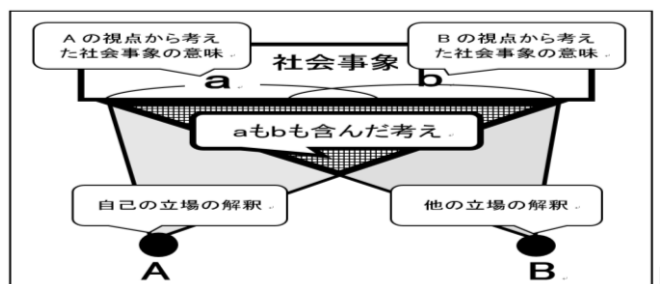 Aの視点から考え
た社会事象の意味
Bの視点から考え
た社会事象の意味
社会事象
a
b
aもbも含んだ考え
自己の立場の解釈
他の立場の解釈
A
B